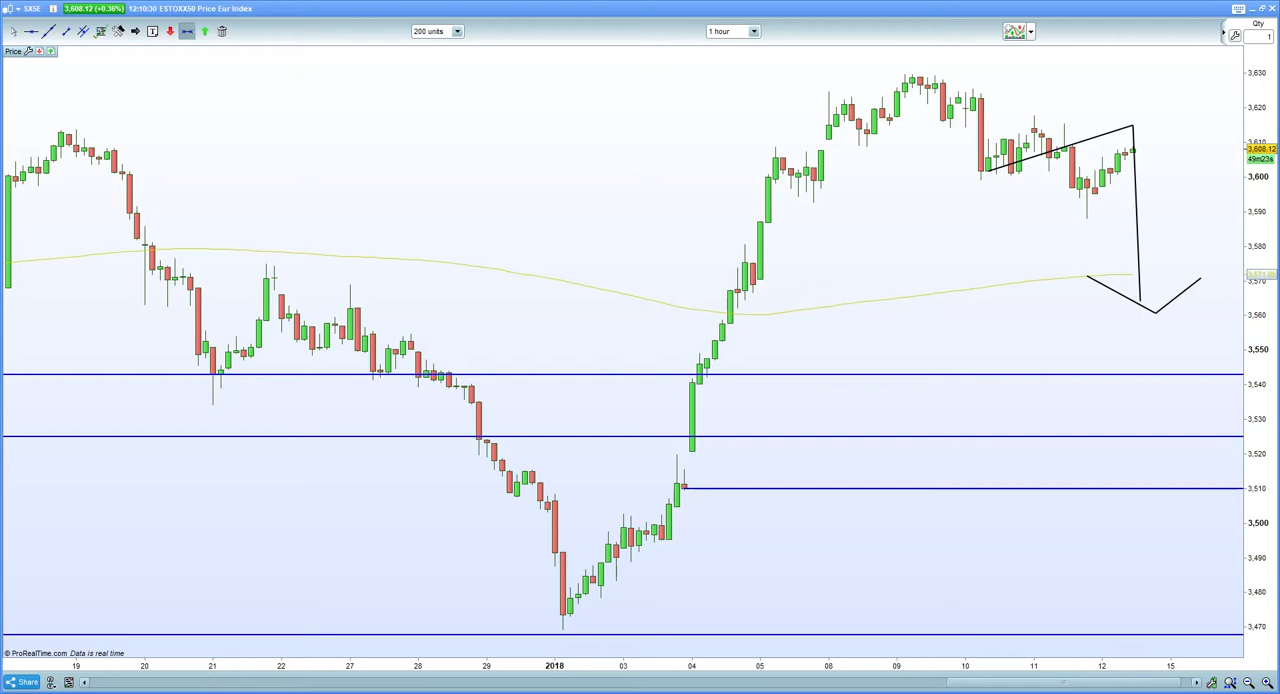 SX5E 3,608.12 (+0.36%) 12:10:30 ESTOXX50 Price Eur Index
200 units 1 hour Qty
1
Price
3,630
3,620
3,610
3,608.12
49m23s
3,600
3,590
3,580
3,570
3,560
3,550
3,540
3,530
3,520
3,510
3,500
3,490
3,480
3,470
© ProRealTime.com Data is real time
19 20 21 22 27 28 29 2018 03 04 05 08 09 10 11 12 15
Share